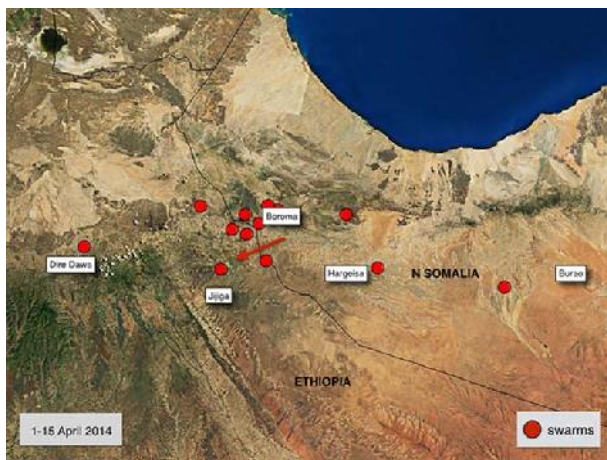 Boroma
Dire Dawa
Hargeisa
N SOMALIA
Burao
Jijiga
ETHIOPIA
1-15 April 2014
swarms